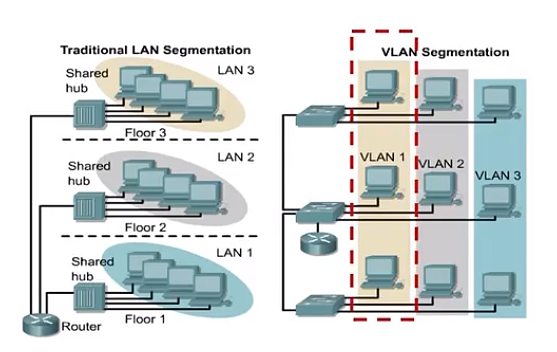 Traditional LAN Segmentation
Shared
hub
LAN 3
Floor 3
Shared
hub
LAN 2
Floor 2
Shared
hub
LAN 1
Floor 1
Router
VLAN Segmentation
VLAN 1
VLAN 2
VLAN 3